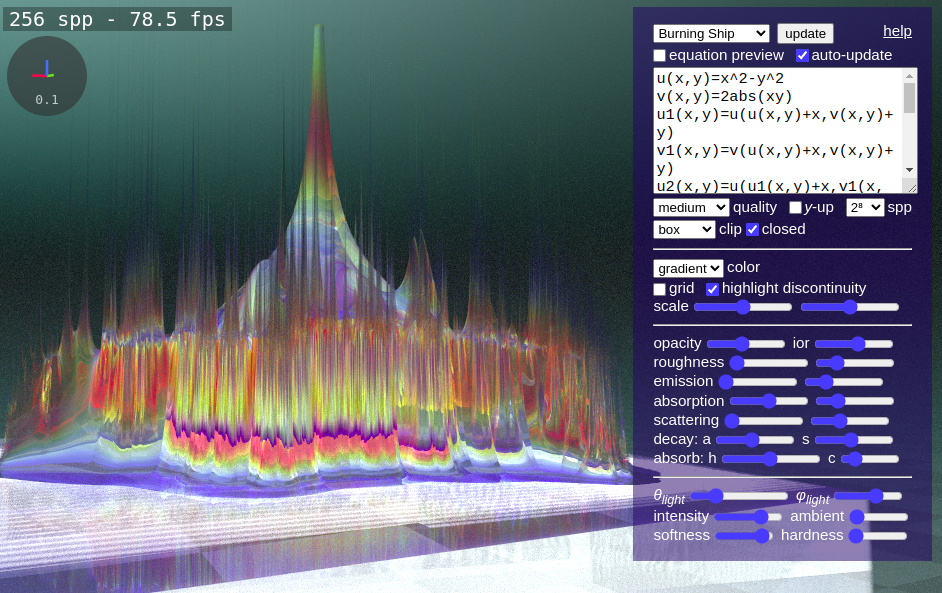 256 spp - 78.5 fps
0.1
Burning Ship update help
equation preview auto-update
u(x,y)=x^2-y^2
v(x,y)=2abs(xy)
u1(x,y)=u(u(x,y)+x,v(x,y)+
y)
v1(x,y)=v(u(x,y)+x,v(x,y)+
y)
u2(x,y)=u(u1(x,y)+x,v1(x,
medium quality y-up 2⁸ spp
box clip closed
gradient color
grid highlight discontinuity
scale
opacity ior
roughness
emission
absorption
scattering
decay: a s
absorb: h c
θlight φlight
intensity ambient
softness hardness